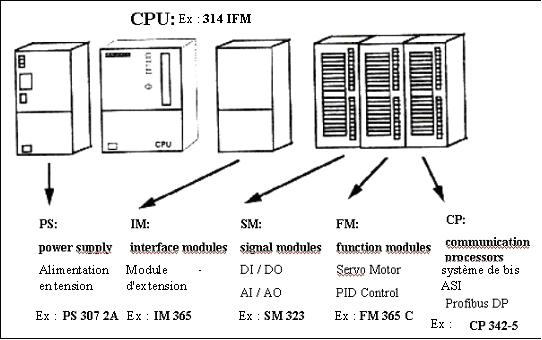 CPU: Ex : 314 IFM
CPU
PS:
power supply
Alimentation
en tension
Ex : PS 307 2A
IM:
interface modules
Module -
d'extension
Ex : IM 365
SM:
signal modules
DI / DO
AI / AO
Ex : SM 323
FM:
function modules
Servo Motor
PID Control
Ex : FM 365 C
CP:
communication
processors
système de bis
ASI
Profibus DP
Ex : CP 342-5